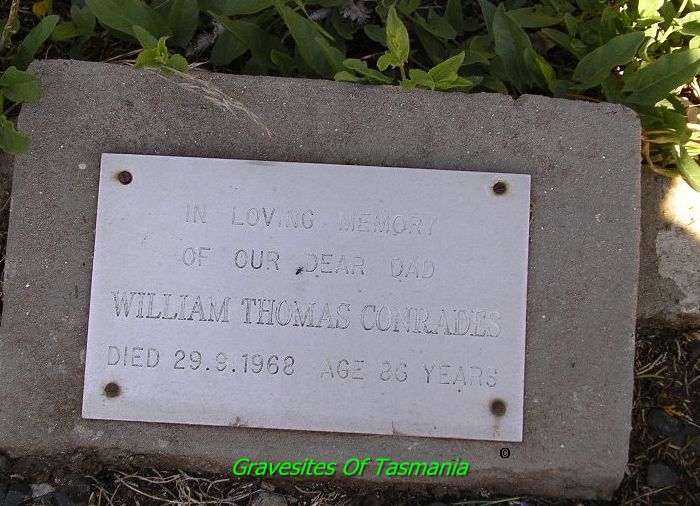 IN LOVING MEMORY
OF OUR DEAR DAD
WILLIAM THOMAS CONRADES
DIED 29.9.1968 AGE 86 YEARS
©
Gravesites Of Tasmania